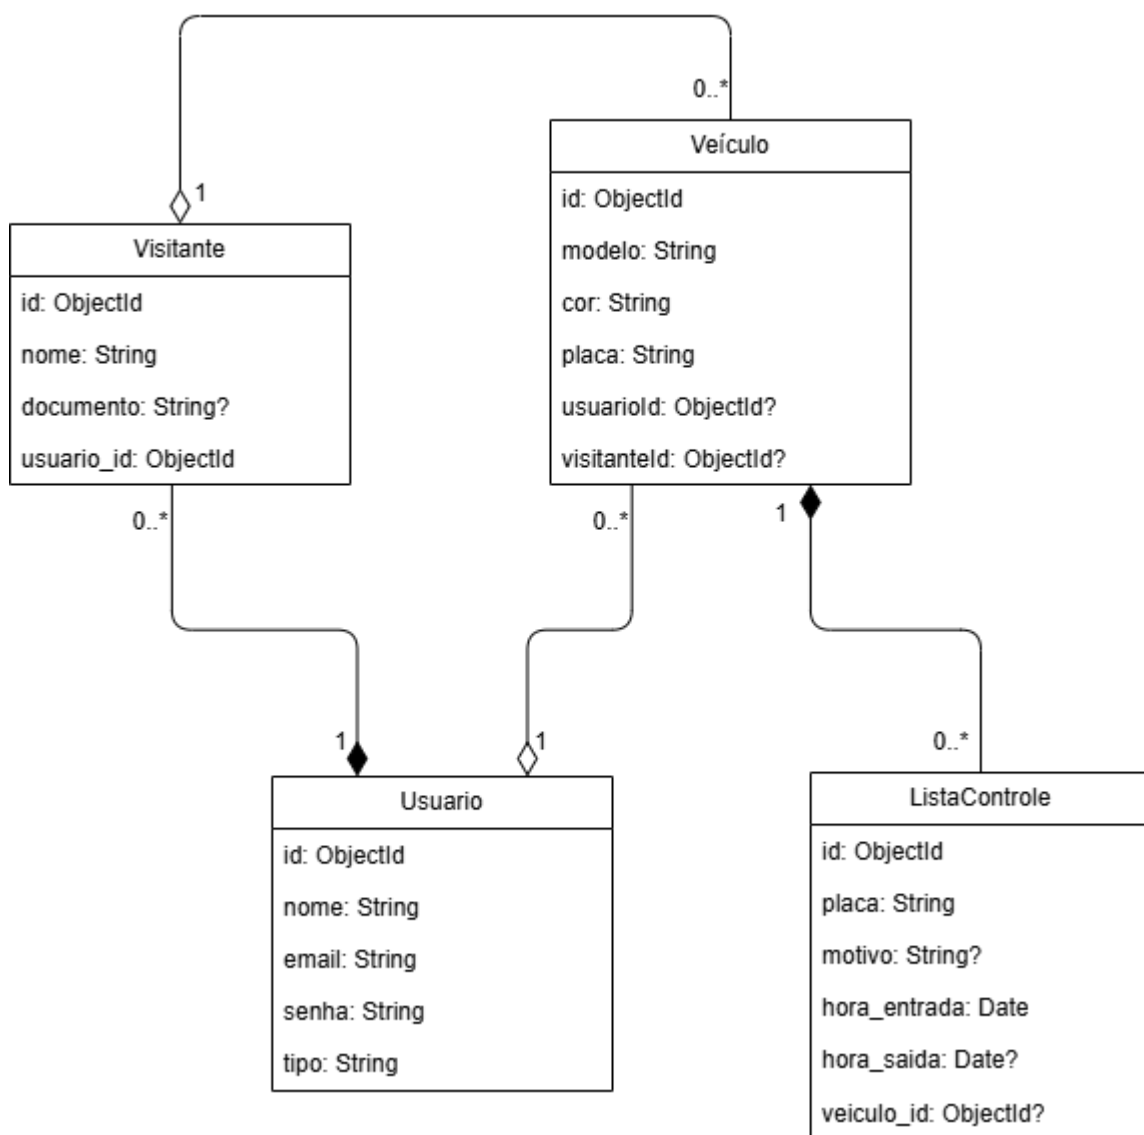 0..*
Veículo
id: ObjectId
modelo: String
cor: String
placa: String
usuarioId: ObjectId?
visitanteId: ObjectId?
1
Visitante
id: ObjectId
nome: String
documento: String?
usuario_id: ObjectId
0..*
0..*
1
1
1
0..*
Usuario
id: ObjectId
nome: String
email: String
senha: String
tipo: String
ListaControle
id: ObjectId
placa: String
motivo: String?
hora_entrada: Date
hora_saida: Date?
veiculo_id: ObjectId?